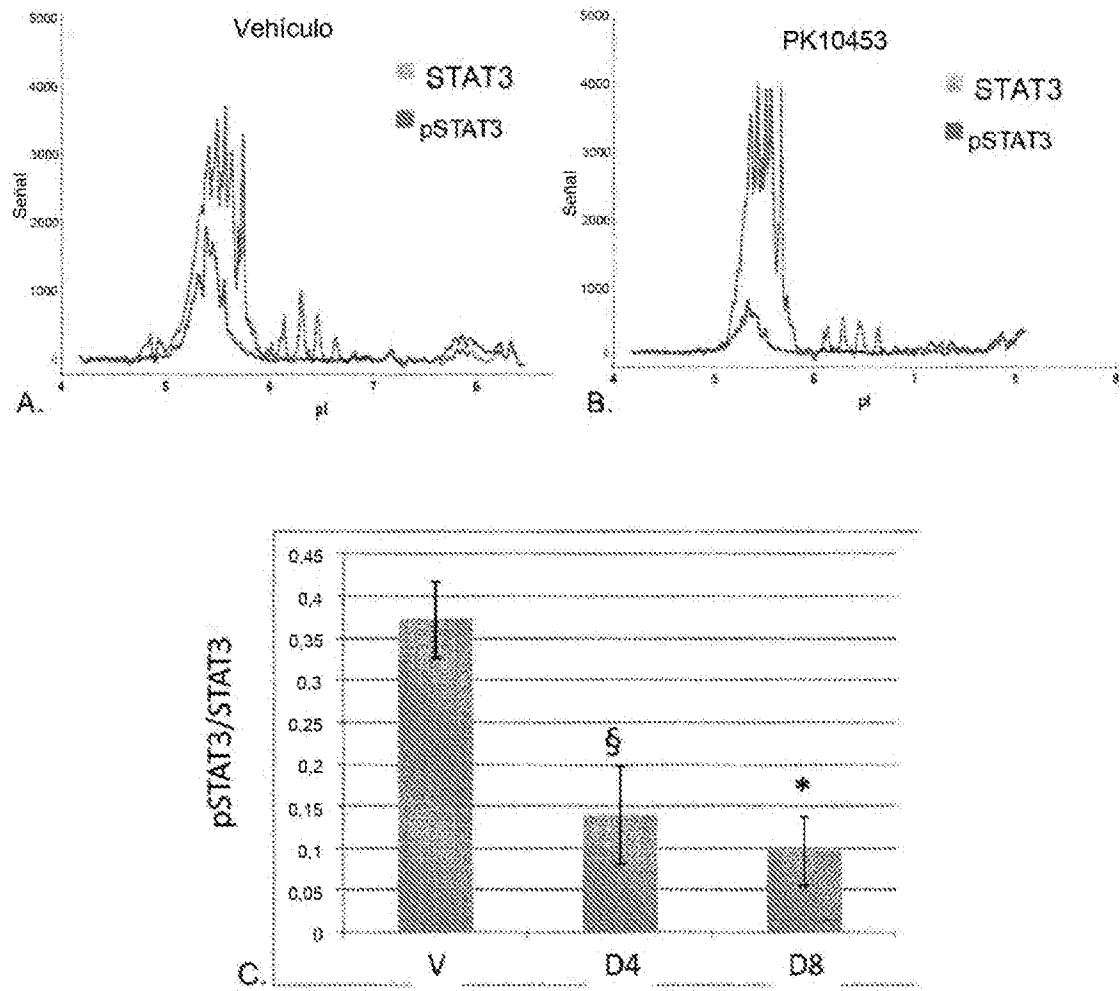 Vehículo
STAT3
pSTAT3
5000
4000
3000
2000
1000
0
Señal
4
5
6
7
8
pI
A.
PK10453
STAT3
pSTAT3
5000
4000
3000
2000
1000
0
Señal
4
5
6
7
8
pI
B.
pSTAT3/STAT3
0,45
0,4
0,35
0,3
0,25
0,2
0,15
0,1
0,05
0
§
*
V
D4
D8
C.